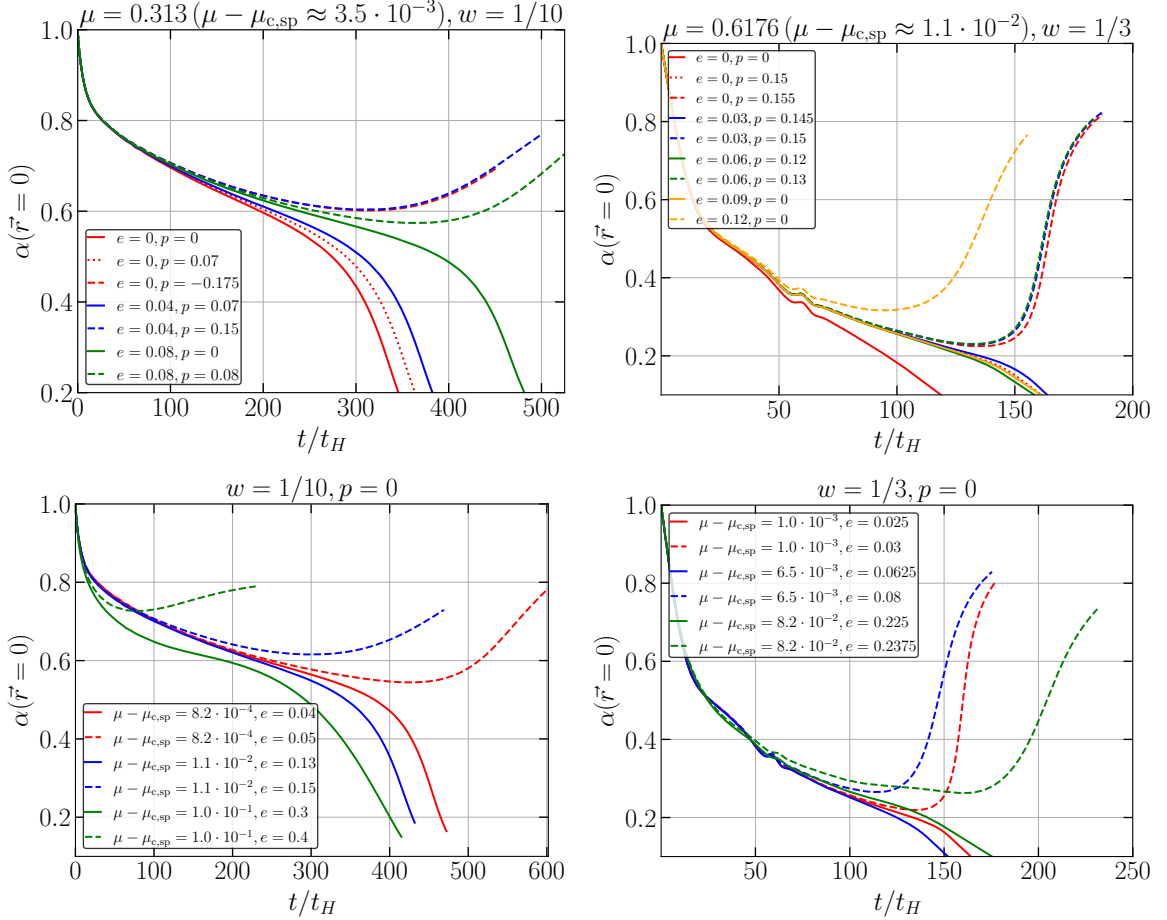 μ = 0.313 (μ − μc,sp ≈ 3.5 · 10⁻³), w = 1/10
1.0
0.8
0.6
0.4
0.2
α(r⃗ = 0)
e = 0, p = 0
e = 0, p = 0.07
e = 0, p = −0.175
e = 0.04, p = 0.07
e = 0.04, p = 0.15
e = 0.08, p = 0
e = 0.08, p = 0.08
0 100 200 300 400 500
t/tH
μ = 0.6176 (μ − μc,sp ≈ 1.1 · 10⁻²), w = 1/3
1.0
0.8
0.6
0.4
0.2
α(r⃗ = 0)
e = 0, p = 0
e = 0, p = 0.15
e = 0, p = 0.155
e = 0.03, p = 0.145
e = 0.03, p = 0.15
e = 0.06, p = 0.12
e = 0.06, p = 0.13
e = 0.09, p = 0
e = 0.12, p = 0
50 100 150 200
t/tH
w = 1/10, p = 0
1.0
0.8
0.6
0.4
0.2
α(r⃗ = 0)
μ − μc,sp = 8.2 · 10⁻⁴, e = 0.04
μ − μc,sp = 8.2 · 10⁻⁴, e = 0.05
μ − μc,sp = 1.1 · 10⁻², e = 0.13
μ − μc,sp = 1.1 · 10⁻², e = 0.15
μ − μc,sp = 1.0 · 10⁻¹, e = 0.3
μ − μc,sp = 1.0 · 10⁻¹, e = 0.4
0 100 200 300 400 500 600
t/tH
w = 1/3, p = 0
1.0
0.8
0.6
0.4
0.2
α(r⃗ = 0)
μ − μc,sp = 1.0 · 10⁻³, e = 0.025
μ − μc,sp = 1.0 · 10⁻³, e = 0.03
μ − μc,sp = 6.5 · 10⁻³, e = 0.0625
μ − μc,sp = 6.5 · 10⁻³, e = 0.08
μ − μc,sp = 8.2 · 10⁻², e = 0.225
μ − μc,sp = 8.2 · 10⁻², e = 0.2375
50 100 150 200 250
t/tH